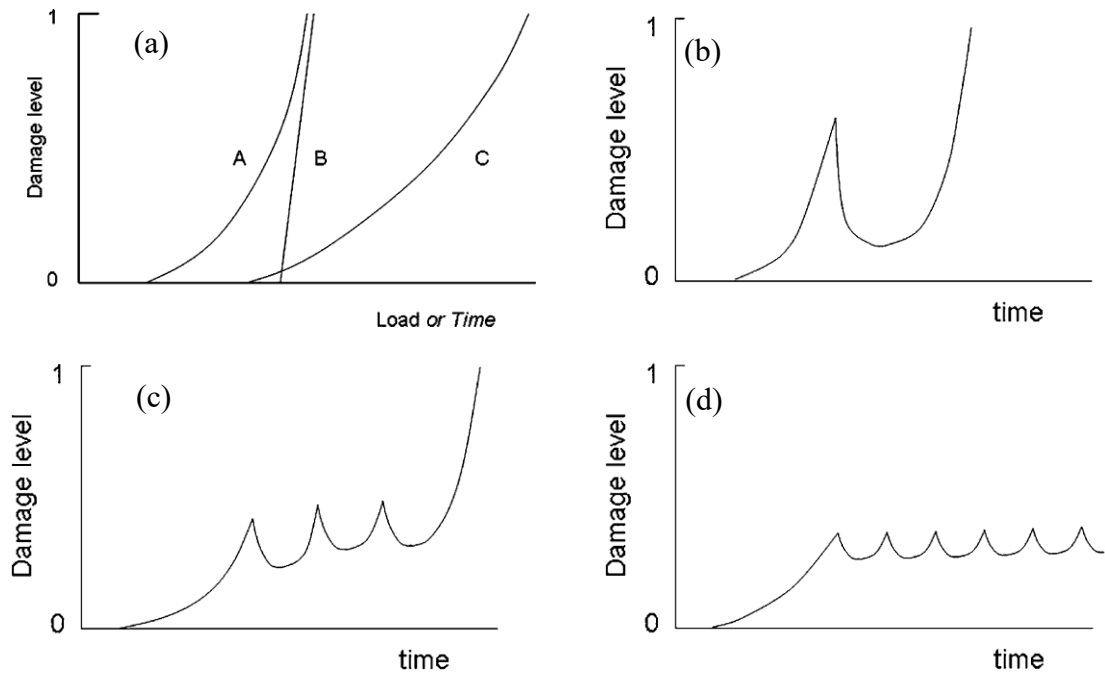 1
(a)
Damage level
A
B
C
0
Load or Time
1
(b)
Damage level
0
time
1
(c)
Damage level
0
time
1
(d)
Damage level
0
time